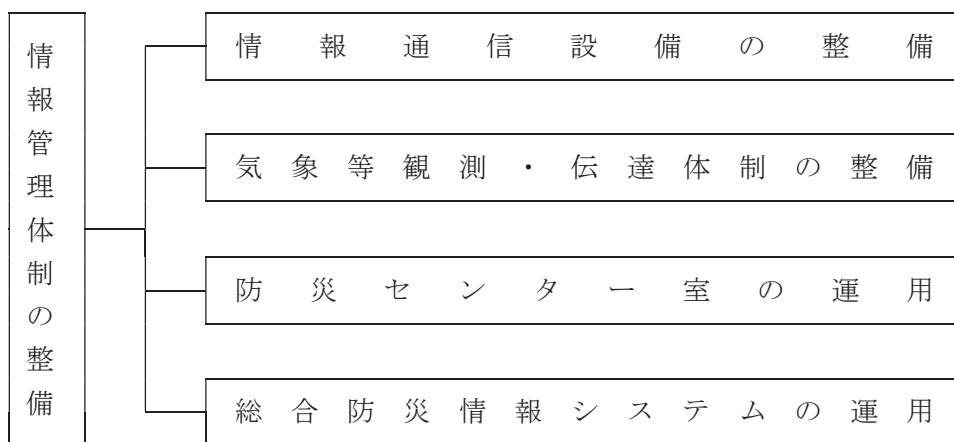 情報管理体制の整備
情報通信設備の整備
気象等観測・伝達体制の整備
防災センター室の運用
総合防災情報システムの運用